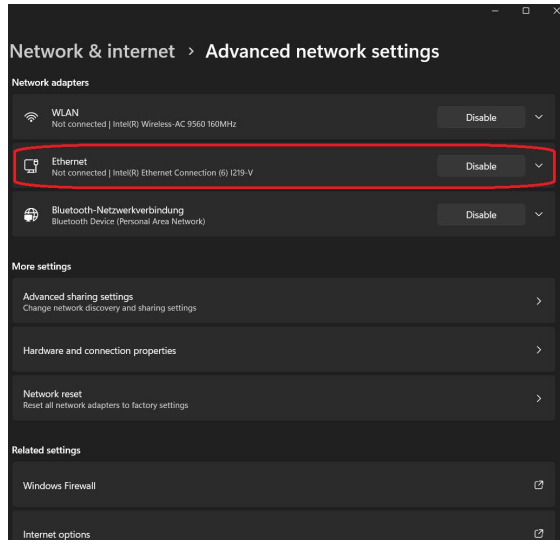 Network & internet > Advanced network settings
Network adapters
WLAN
Not connected | Intel(R) Wireless-AC 9560 160MHz
Disable
Ethernet
Not connected | Intel(R) Ethernet Connection (6) I219-V
Disable
Bluetooth-Netzwerkverbindung
Bluetooth Device (Personal Area Network)
Disable
More settings
Advanced sharing settings
Change network discovery and sharing settings
Hardware and connection properties
Network reset
Reset all network adapters to factory settings
Related settings
Windows Firewall
Internet options